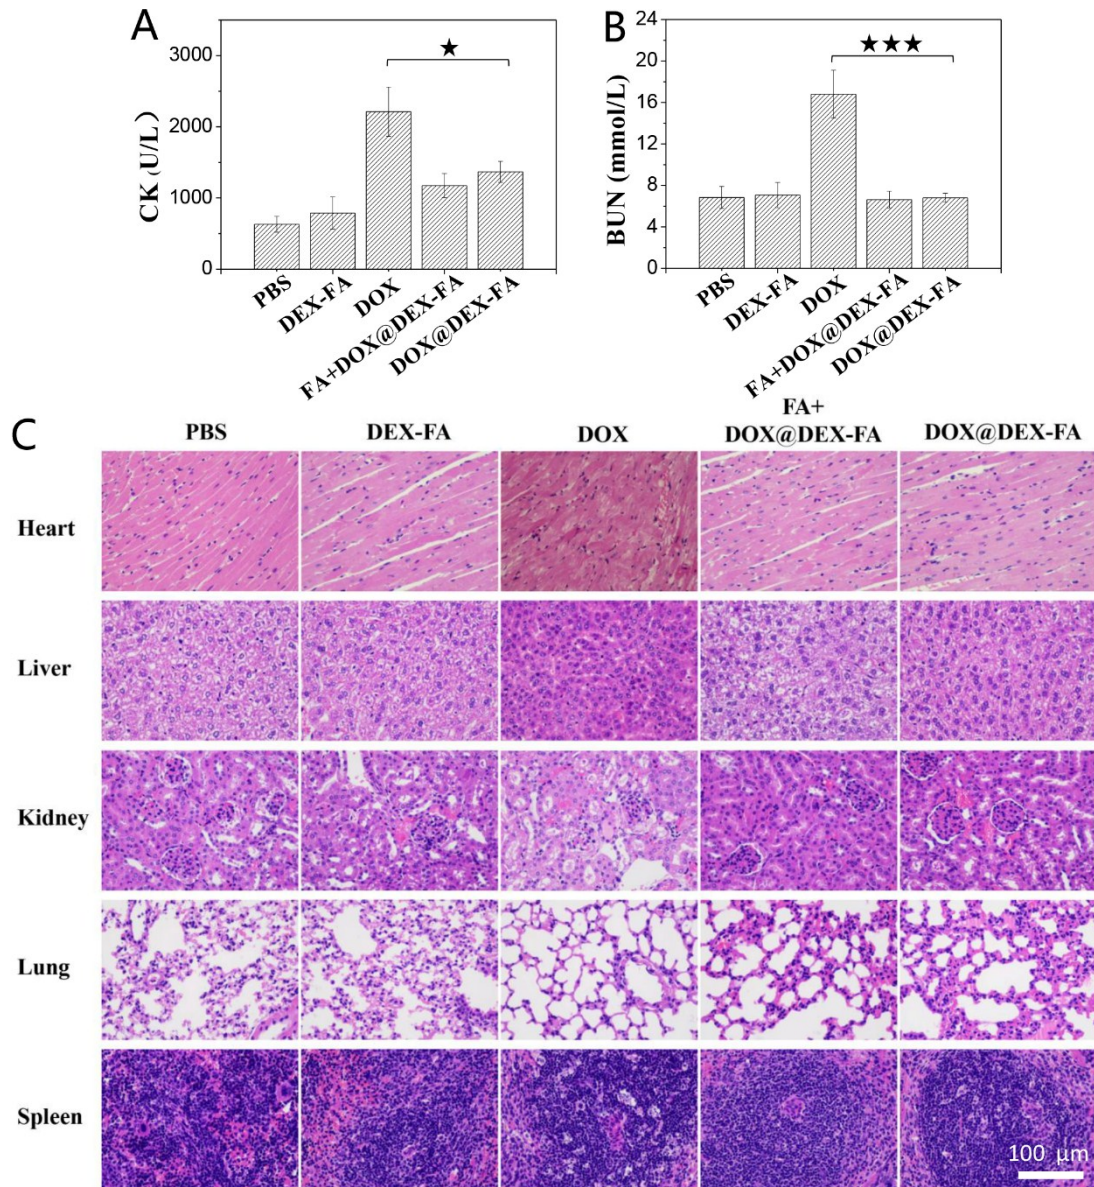 A
CK (U/L)
3000
2000
1000
0
PBS
DEX-FA
DOX
FA+DOX@DEX-FA
DOX@DEX-FA
★
B
BUN (mmol/L)
24
20
16
12
8
4
0
PBS
DEX-FA
DOX
FA+DOX@DEX-FA
DOX@DEX-FA
★★★
C
PBS
DEX-FA
DOX
FA+
DOX@DEX-FA
DOX@DEX-FA
Heart
Liver
Kidney
Lung
Spleen
100 μm